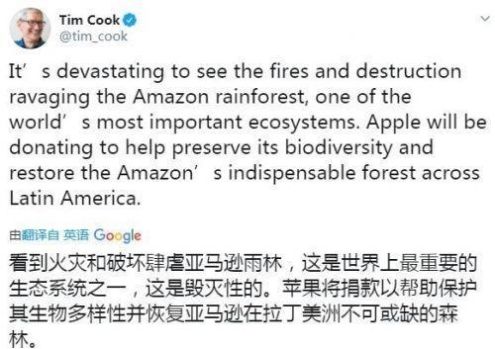 Tim Cook
@tim_cook
It’s devastating to see the fires and destruction
ravaging the Amazon rainforest, one of the
world’s most important ecosystems. Apple will be
donating to help preserve its biodiversity and
restore the Amazon’s indispensable forest across
Latin America.
由翻译自 英语 Google
看到火灾和破坏肆虐亚马逊雨林，这是世界上最重要的
生态系统之一，这是毁灭性的。苹果将捐款以帮助保护
其生物多样性并恢复亚马逊在拉丁美洲不可或缺的森
林。